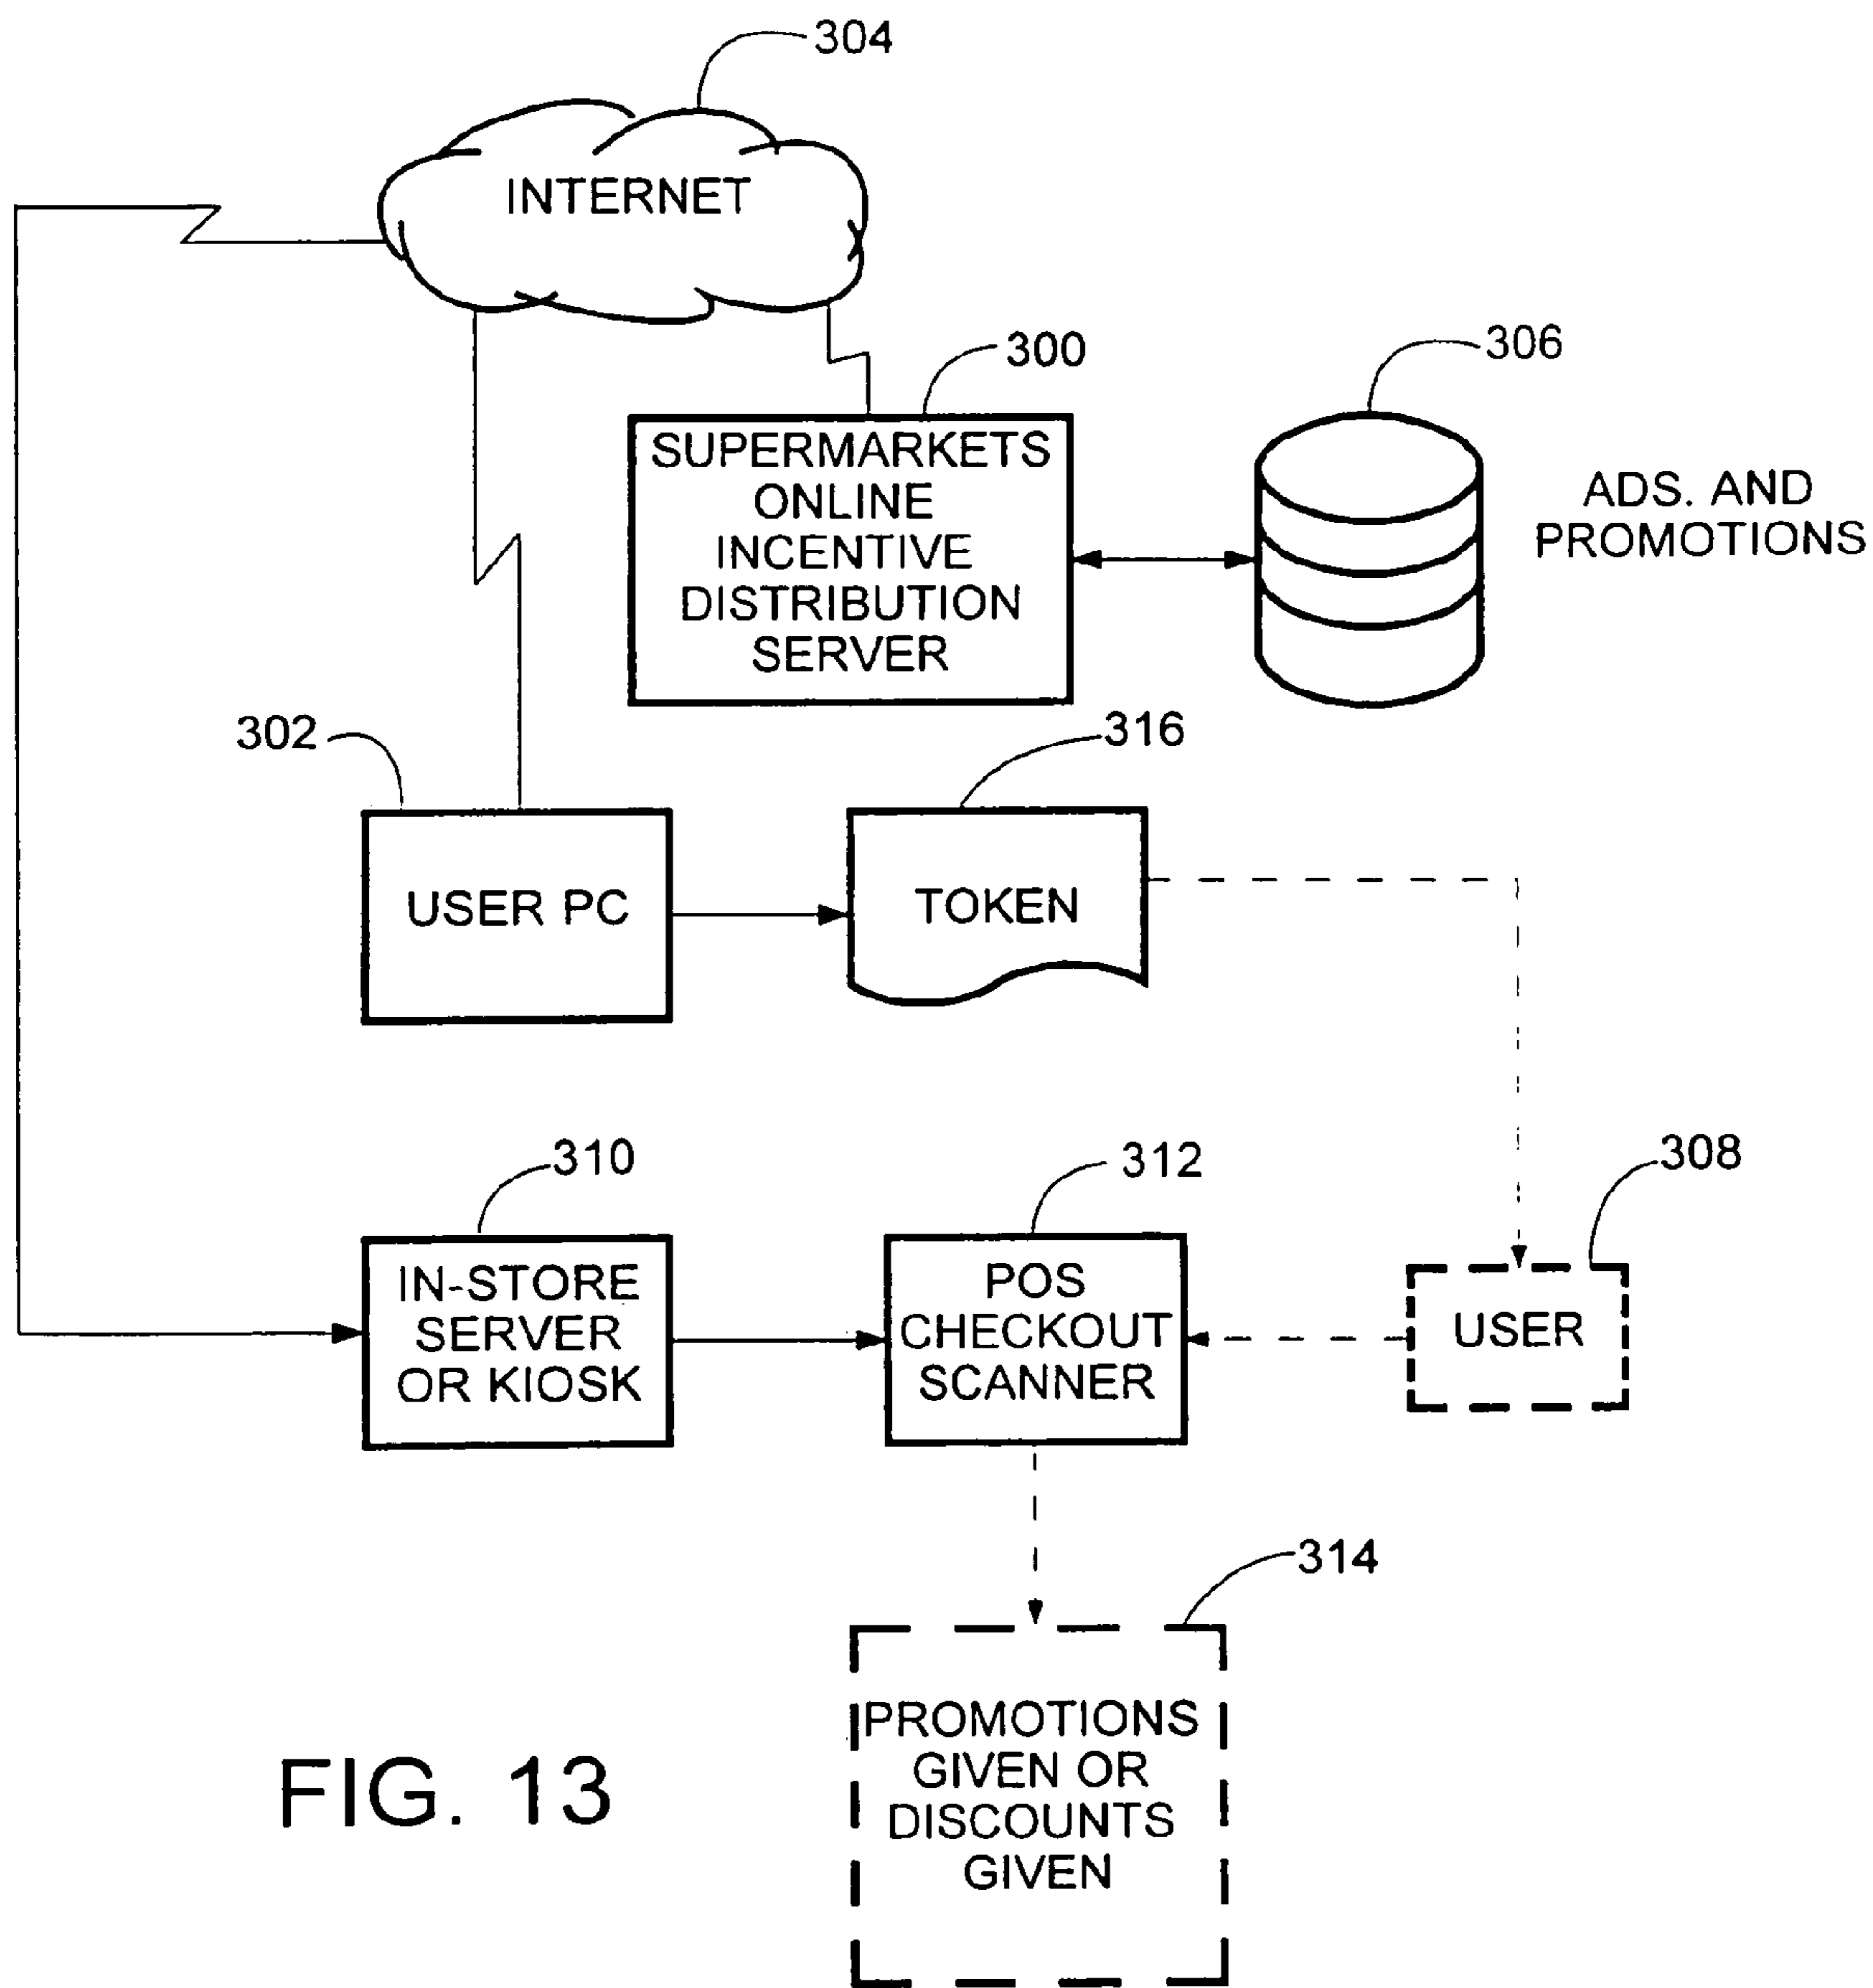 304
INTERNET
300
306
SUPERMARKETS
ONLINE
INCENTIVE
DISTRIBUTION
SERVER
ADS. AND
PROMOTIONS
302
316
USER PC
TOKEN
310
312
308
IN-STORE
SERVER
OR KIOSK
POS
CHECKOUT
SCANNER
USER
314
PROMOTIONS
GIVEN OR
DISCOUNTS
GIVEN
FIG. 13